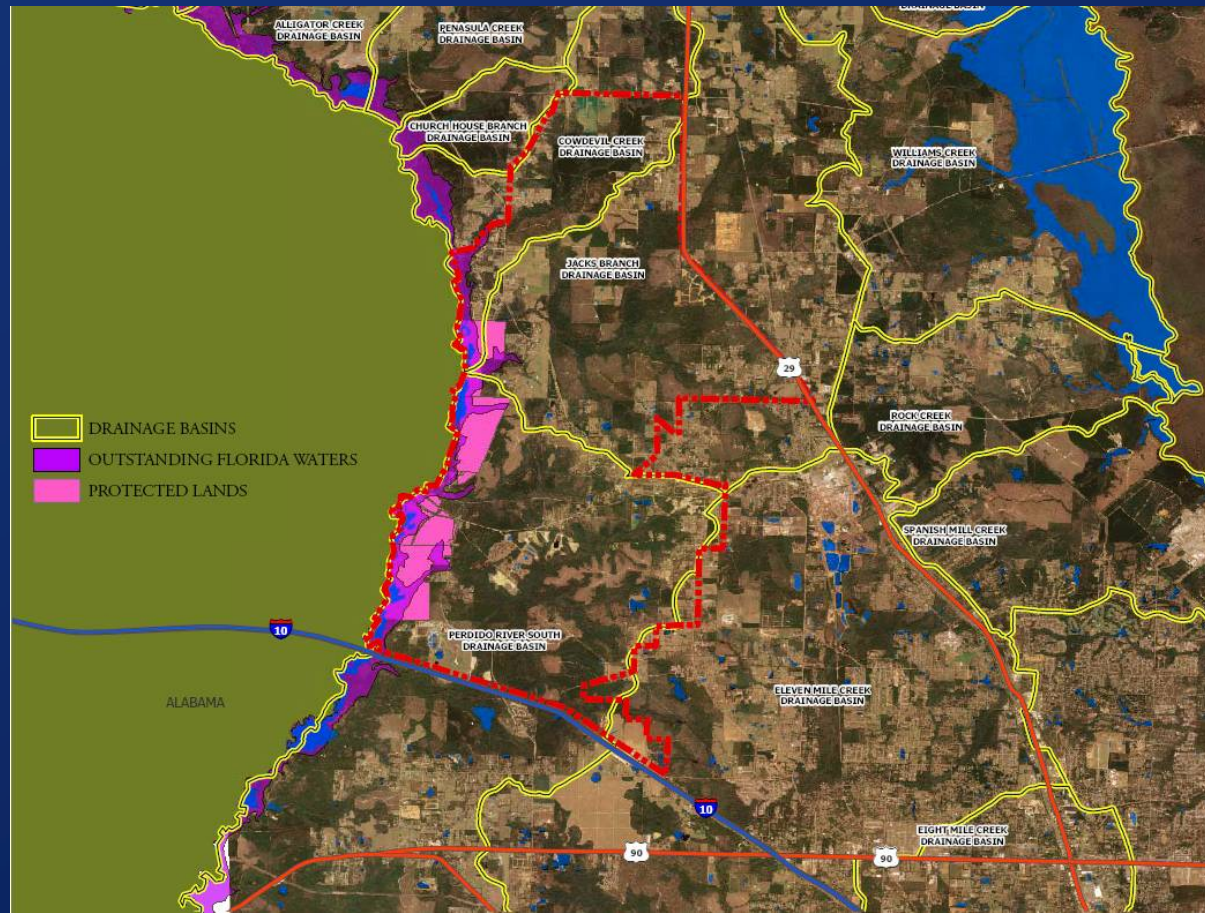 DRAINAGE BASIN
ALLIGATOR CREEK
DRAINAGE BASIN
PENASULA CREEK
DRAINAGE BASIN
CHURCH HOUSE BRANCH
DRAINAGE BASIN
COWDEVIL CREEK
DRAINAGE BASIN
WILLIAMS CREEK
DRAINAGE BASIN
JACKS BRANCH
DRAINAGE BASIN
29
ROCK CREEK
DRAINAGE BASIN
DRAINAGE BASINS
OUTSTANDING FLORIDA WATERS
PROTECTED LANDS
SPANISH MILL CREEK
DRAINAGE BASIN
10
PERDIDO RIVER SOUTH
DRAINAGE BASIN
ELEVEN MILE CREEK
DRAINAGE BASIN
ALABAMA
10
EIGHT MILE CREEK
DRAINAGE BASIN
90
90